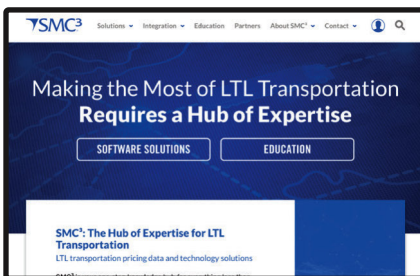 SMC³ Solutions Integration Education Partners About SMC³ Contact
Making the Most of LTL Transportation
Requires a Hub of Expertise
SOFTWARE SOLUTIONS EDUCATION
SMC³: The Hub of Expertise for LTL
Transportation
LTL transportation pricing data and technology solutions